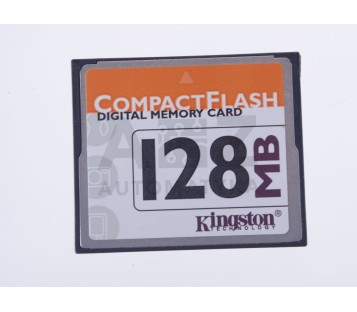 COMPACTFLASH
DIGITAL MEMORY CARD
128 MB
Kingston
TECHNOLOGY